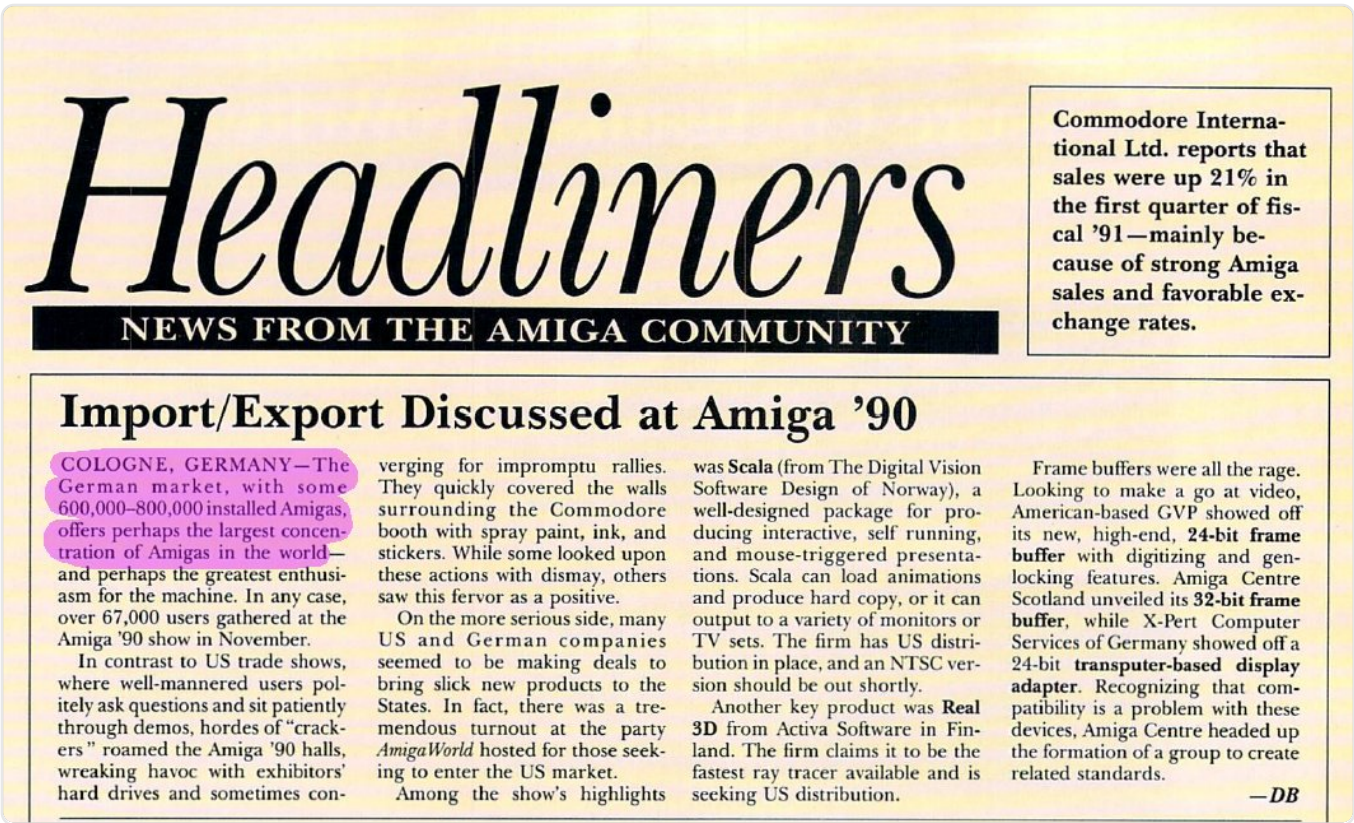 Headliners
NEWS FROM THE AMIGA COMMUNITY
Commodore Interna-
tional Ltd. reports that
sales were up 21% in
the first quarter of fis-
cal ’91—mainly be-
cause of strong Amiga
sales and favorable ex-
change rates.
Import/Export Discussed at Amiga ’90
COLOGNE, GERMANY—The
German market, with some
600,000–800,000 installed Amigas,
offers perhaps the largest concen-
tration of Amigas in the world—
and perhaps the greatest enthusi-
asm for the machine. In any case,
over 67,000 users gathered at the
Amiga ’90 show in November.
In contrast to US trade shows,
where well-mannered users pol-
itely ask questions and sit patiently
through demos, hordes of “crack-
ers” roamed the Amiga ’90 halls,
wreaking havoc with exhibitors’
hard drives and sometimes con-
verging for impromptu rallies.
They quickly covered the walls
surrounding the Commodore
booth with spray paint, ink, and
stickers. While some looked upon
these actions with dismay, others
saw this fervor as a positive.
On the more serious side, many
US and German companies
seemed to be making deals to
bring slick new products to the
States. In fact, there was a tre-
mendous turnout at the party
AmigaWorld hosted for those seek-
ing to enter the US market.
Among the show’s highlights
was Scala (from The Digital Vision
Software Design of Norway), a
well-designed package for pro-
ducing interactive, self running,
and mouse-triggered presenta-
tions. Scala can load animations
and produce hard copy, or it can
output to a variety of monitors or
TV sets. The firm has US distri-
bution in place, and an NTSC ver-
sion should be out shortly.
Another key product was Real
3D from Activa Software in Fin-
land. The firm claims it to be the
fastest ray tracer available and is
seeking US distribution.
Frame buffers were all the rage.
Looking to make a go at video,
American-based GVP showed off
its new, high-end, 24-bit frame
buffer with digitizing and gen-
locking features. Amiga Centre
Scotland unveiled its 32-bit frame
buffer, while X-Pert Computer
Services of Germany showed off a
24-bit transputer-based display
adapter. Recognizing that com-
patibility is a problem with these
devices, Amiga Centre headed up
the formation of a group to create
related standards.
—DB